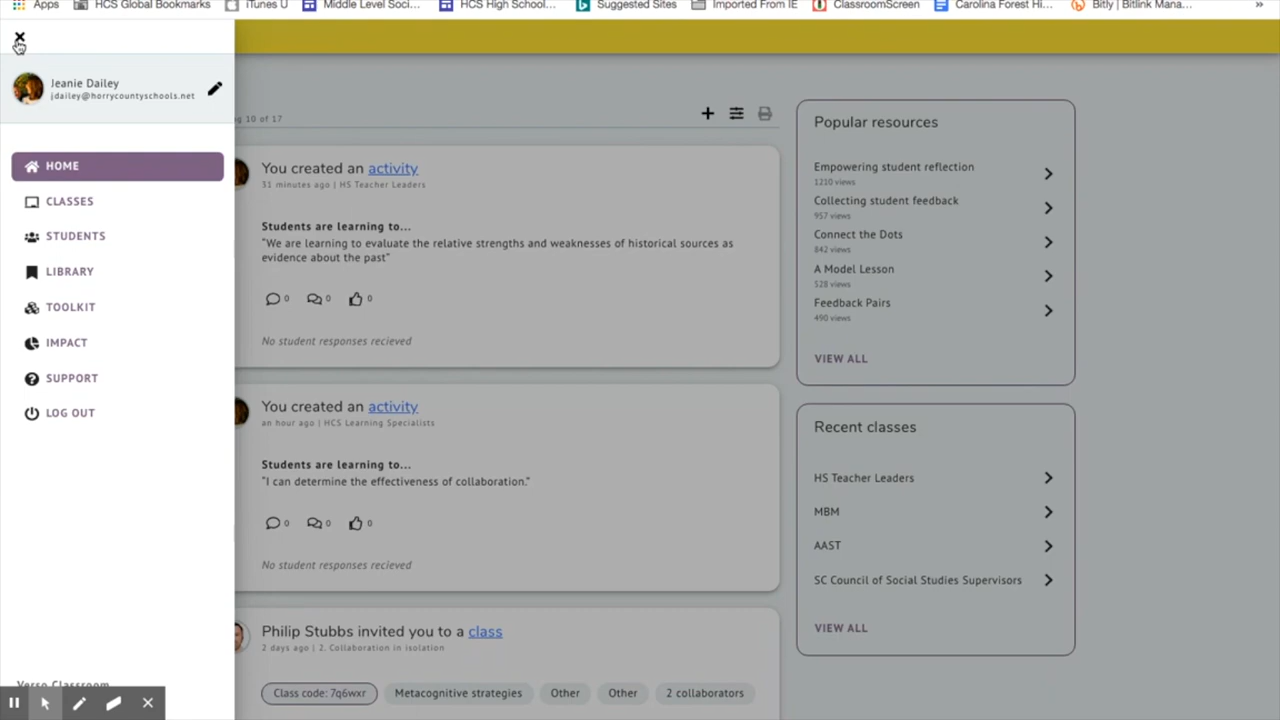 Apps HCS Global Bookmarks iTunes U Middle Level Soci... HCS High School... Suggested Sites Imported From IE ClassroomScreen Carolina Forest Hi... Bitly | Bitlink Mana... »
Jeanie Dailey
jdailey@horrycountyschools.net
HOME
CLASSES
STUDENTS
LIBRARY
TOOLKIT
IMPACT
SUPPORT
LOG OUT
Verso Classroom
10 of 17
You created an activity
31 minutes ago | HS Teacher Leaders
Students are learning to...
"We are learning to evaluate the relative strengths and weaknesses of historical sources as
evidence about the past"
0 0 0
No student responses recieved
You created an activity
an hour ago | HCS Learning Specialists
Students are learning to...
"I can determine the effectiveness of collaboration."
0 0 0
No student responses recieved
Philip Stubbs invited you to a class
2 days ago | 2. Collaboration in isolation
Class code: 7q6wxr Metacognitive strategies Other Other 2 collaborators
Popular resources
Empowering student reflection
1210 views
Collecting student feedback
957 views
Connect the Dots
842 views
A Model Lesson
528 views
Feedback Pairs
490 views
VIEW ALL
Recent classes
HS Teacher Leaders
MBM
AAST
SC Council of Social Studies Supervisors
VIEW ALL